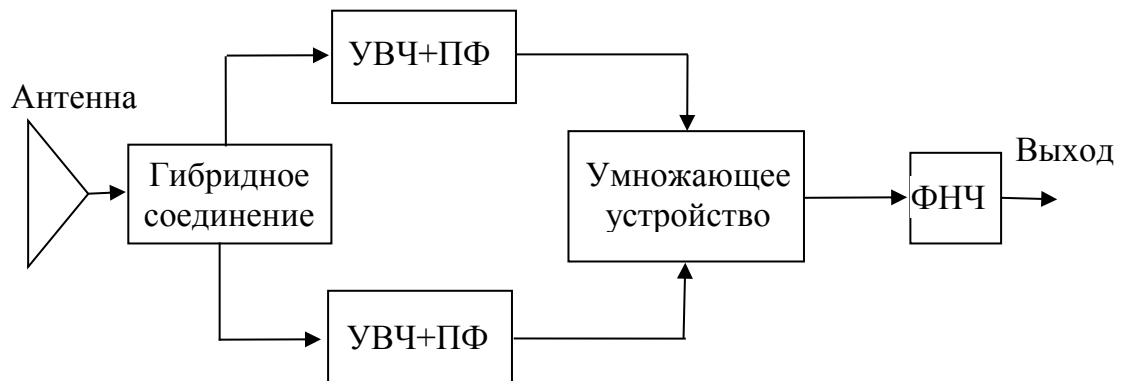 УВЧ+ПФ
Антенна
Гибридное
соединение
Умножающее
устройство
ФНЧ
Выход
УВЧ+ПФ